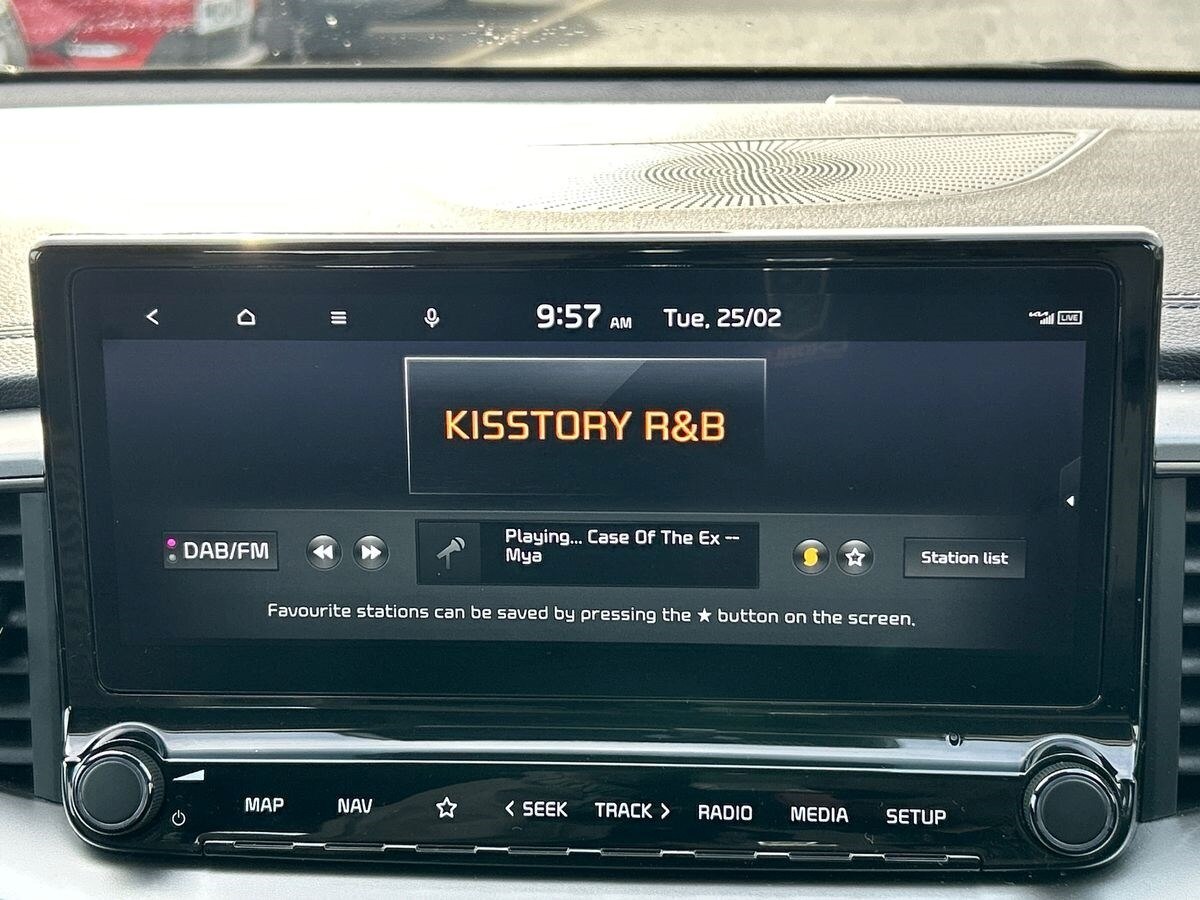 9:57 AM Tue, 25/02
KIA LIVE
KISSTORY R&B
DAB/FM
Playing... Case Of The Ex --
Mya
Station list
Favourite stations can be saved by pressing the ★ button on the screen.
MAP NAV ☆ < SEEK TRACK > RADIO MEDIA SETUP